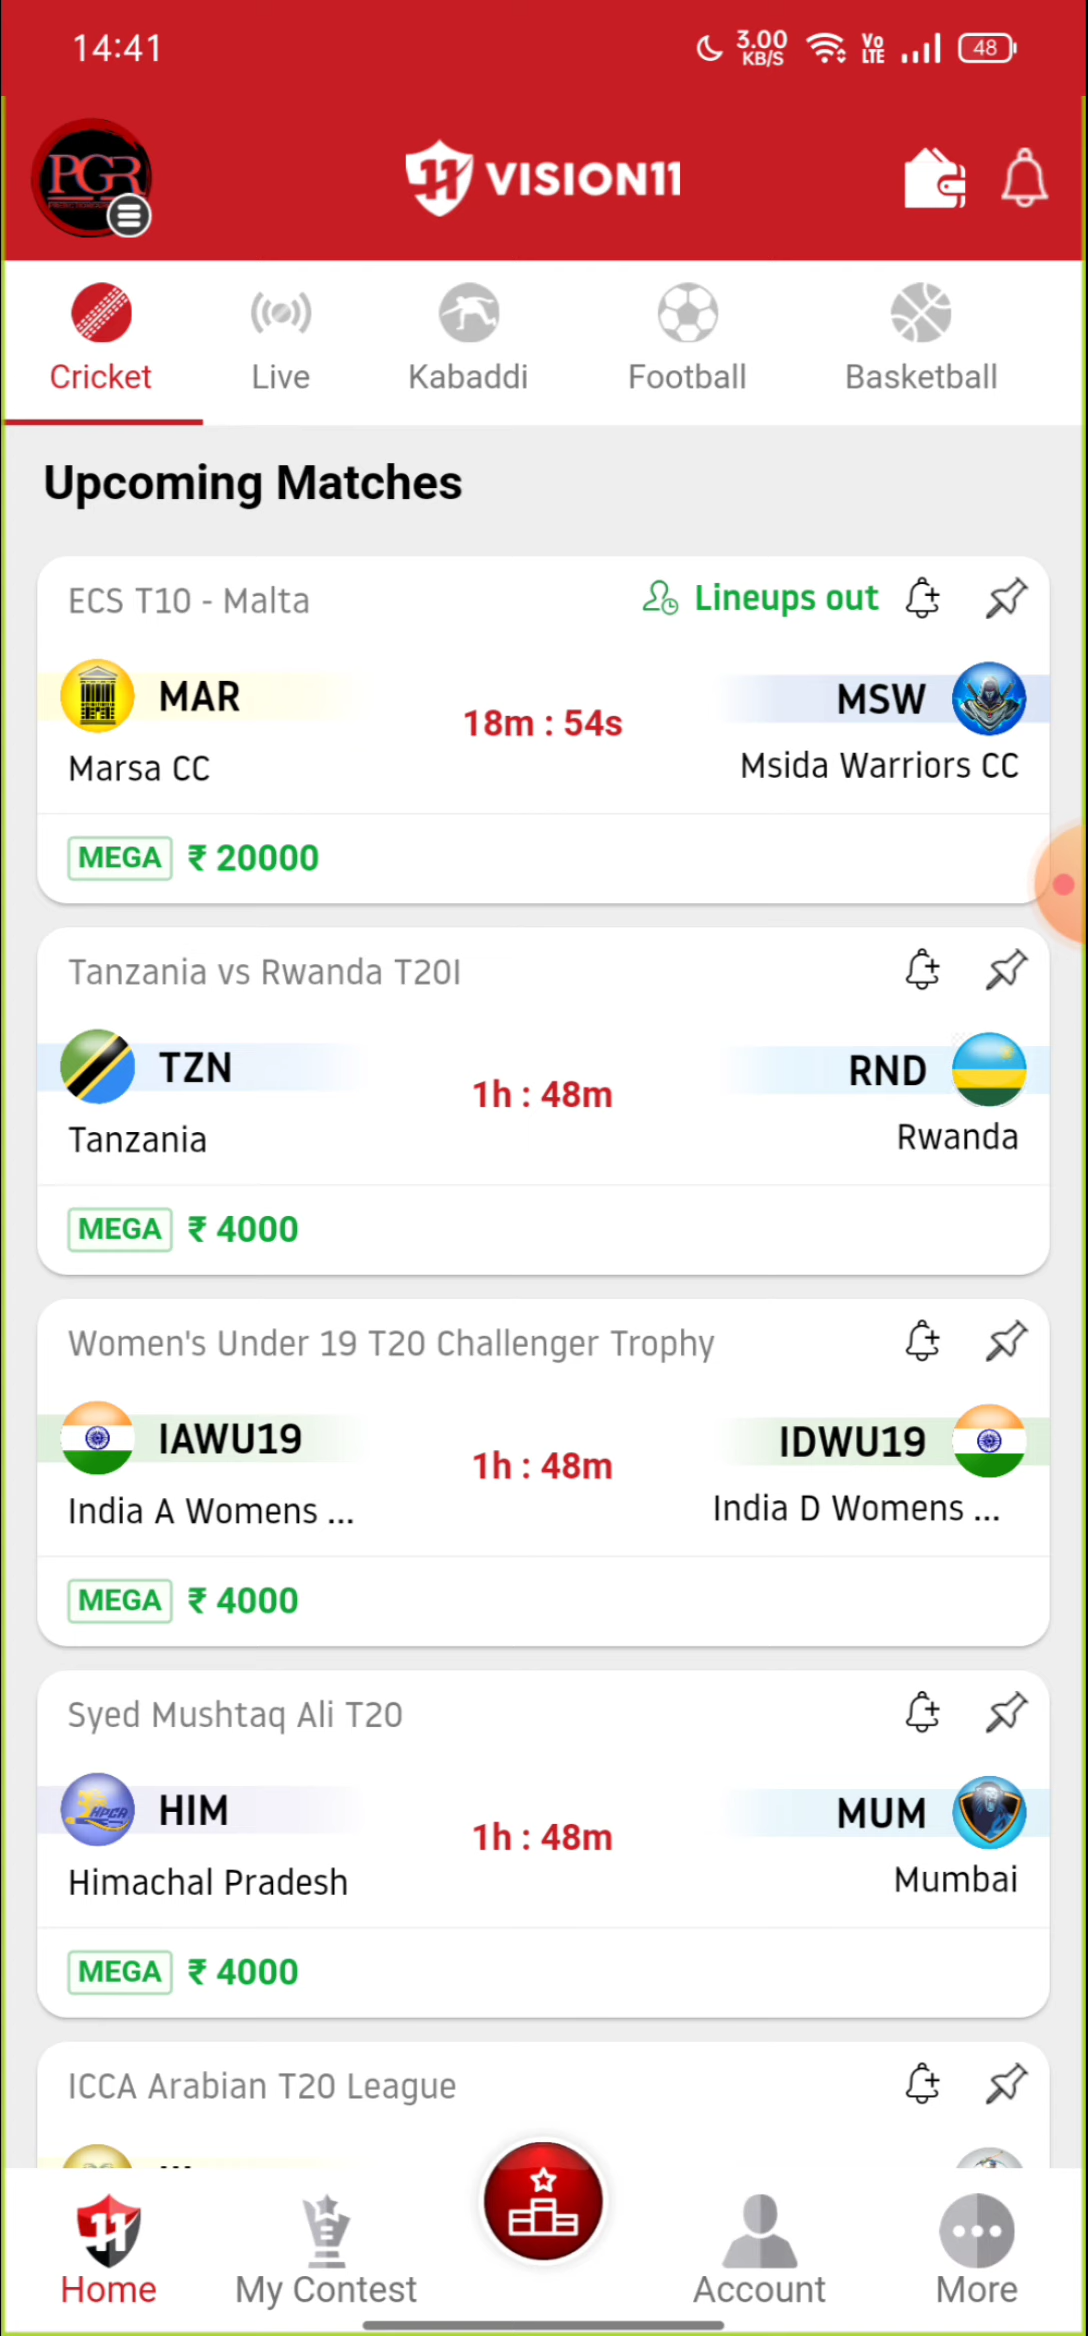 14:41
3.00
KB/S
Vo
LTE
48
PGR
VISION11
Cricket
Live
Kabaddi
Football
Basketball
Upcoming Matches
ECS T10 - Malta
Lineups out
MAR
MSW
18m : 54s
Marsa CC
Msida Warriors CC
MEGA ₹ 20000
Tanzania vs Rwanda T20I
TZN
RND
1h : 48m
Tanzania
Rwanda
MEGA ₹ 4000
Women's Under 19 T20 Challenger Trophy
IAWU19
IDWU19
1h : 48m
India A Womens ...
India D Womens ...
MEGA ₹ 4000
Syed Mushtaq Ali T20
HPCA
HIM
MUM
1h : 48m
Himachal Pradesh
Mumbai
MEGA ₹ 4000
ICCA Arabian T20 League
Home
My Contest
Account
More